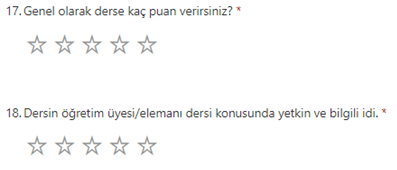 17. Genel olarak derse kaç puan verirsiniz? *
18. Dersin öğretim üyesi/elemanı dersi konusunda yetkin ve bilgili idi. *